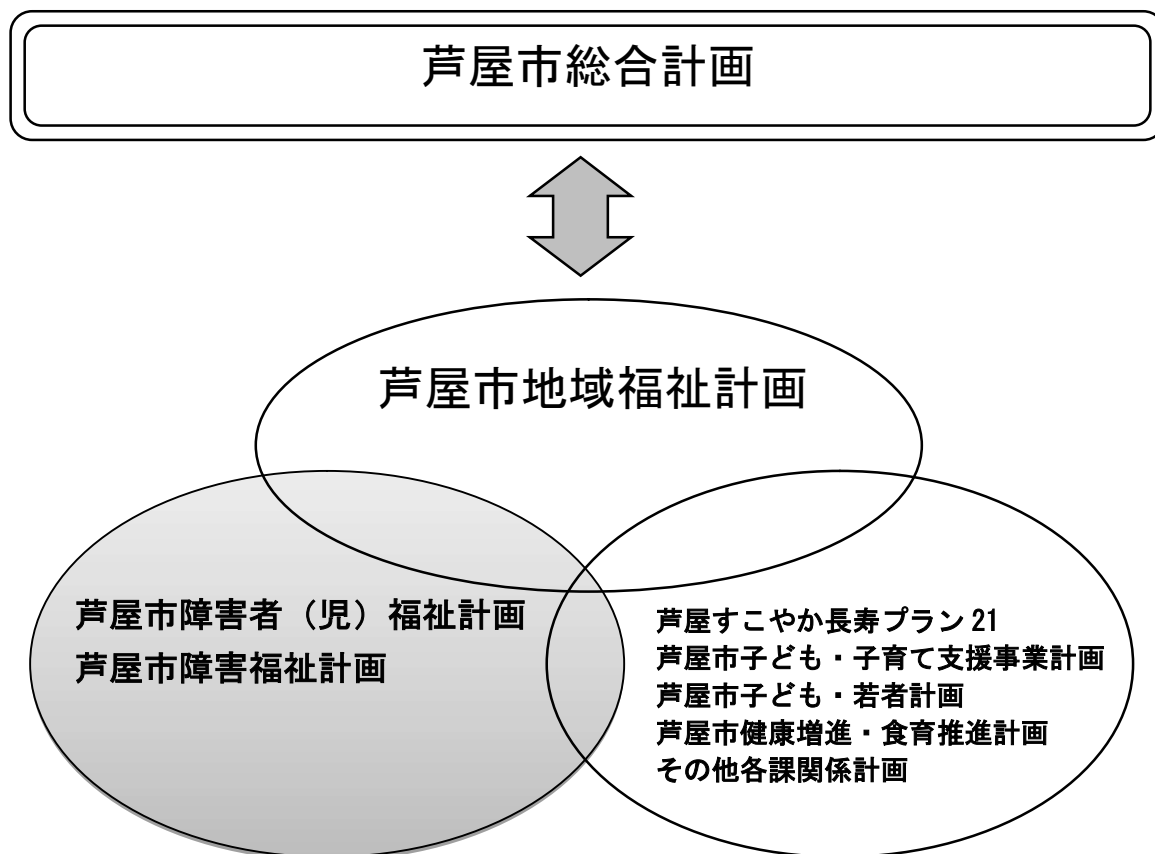 芦屋市総合計画
芦屋市地域福祉計画
芦屋市障害者（児）福祉計画
芦屋市障害福祉計画
芦屋すこやか長寿プラン 21
芦屋市子ども・子育て支援事業計画
芦屋市子ども・若者計画
芦屋市健康増進・食育推進計画
その他各課関係計画